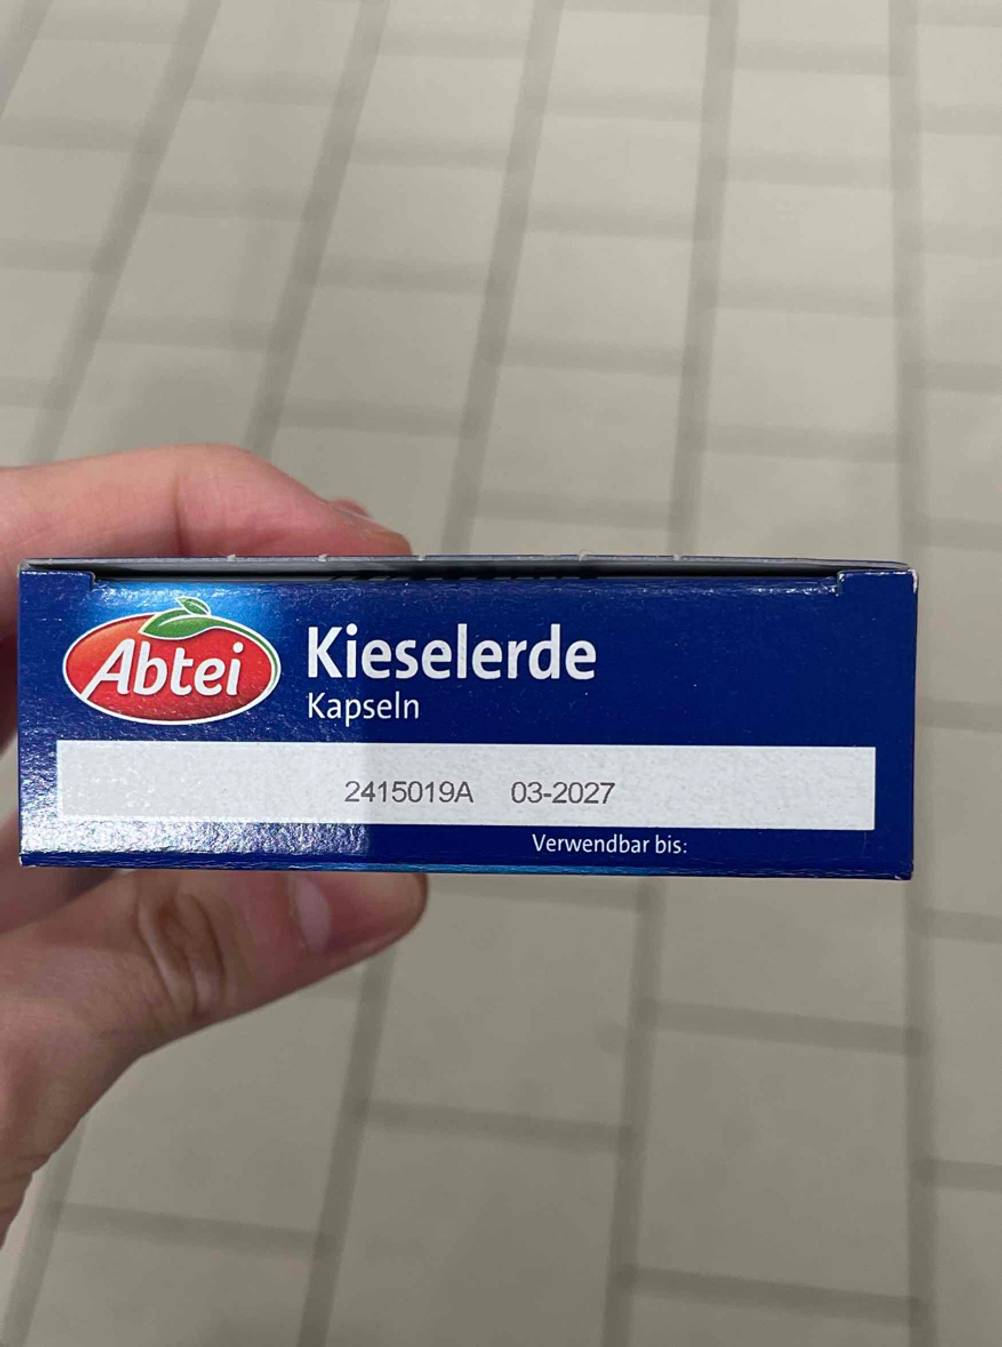 Abtei
Kieselerde
Kapseln
2415019A 03-2027
Verwendbar bis: